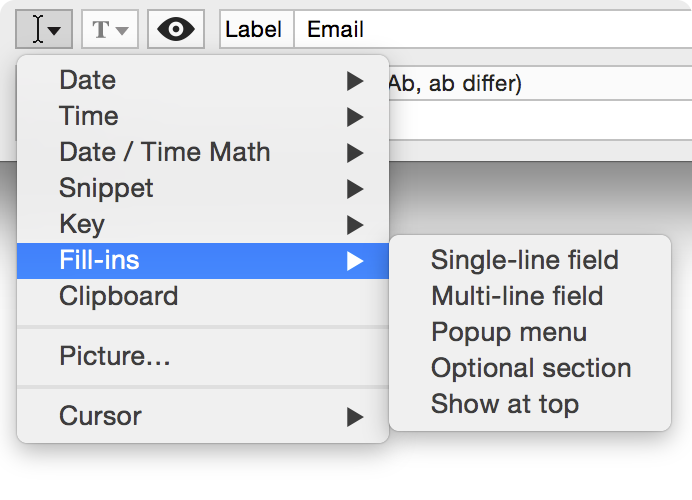 T
Label
Email
Date
Ab, ab differ)
Time
Date / Time Math
Snippet
Key
Fill-ins
Single-line field
Clipboard
Multi-line field
Popup menu
Picture…
Optional section
Show at top
Cursor